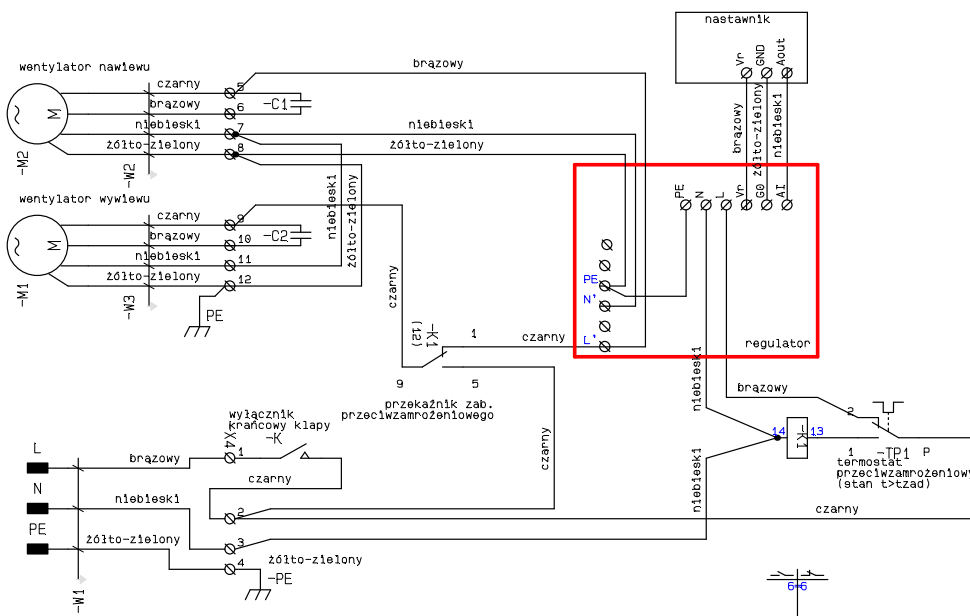 nastawnik
Vr
GND
Aout
brązowy
żółto-zielony
niebieski
wentylator nawiewu
M
-M2
czarny
brązowy
niebieski
żółto-zielony
-W2
5
6
7
8
-C1
brązowy
niebieski
żółto-zielony
wentylator wywiewu
M
-M1
czarny
brązowy
niebieski
żółto-zielony
-W3
9
10
11
12
-C2
PE
niebieski
żółto-zielony
czarny
PE
N
L
Vr
G0
AI
PE
N'
L'
regulator
-K1
(12)
1
9
5
czarny
przekaźnik zab.
przeciwzamrożeniowego
niebieski
brązowy
2
14
-K1
13
1
-TP1
P
termostat
przeciwzamrożeniowy
(stan t>tzad)
wyłącznik
krańcowy klapy
-X4
-K
L
N
PE
brązowy
niebieski
żółto-zielony
-W1
1
2
3
4
czarny
żółto-zielony
-PE
czarny
niebieski
czarny
6
6